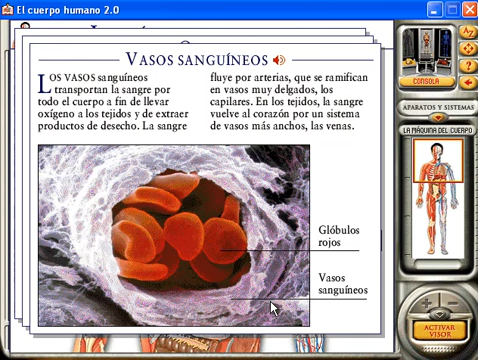 El cuerpo humano 2.0
VASOS SANGUÍNEOS
LOS VASOS sanguíneos
transportan la sangre por
todo el cuerpo a fin de llevar
oxígeno a los tejidos y de extraer
productos de desecho. La sangre
fluye por arterias, que se ramifican
en vasos muy delgados, los
capilares. En los tejidos, la sangre
vuelve al corazón por un sistema
de vasos más anchos, las venas.
Glóbulos
rojos
Vasos
sanguíneos
A-Z
?
CONSOLA
APARATOS Y SISTEMAS
LA MÁQUINA DEL CUERPO
ACTIVAR
VISOR